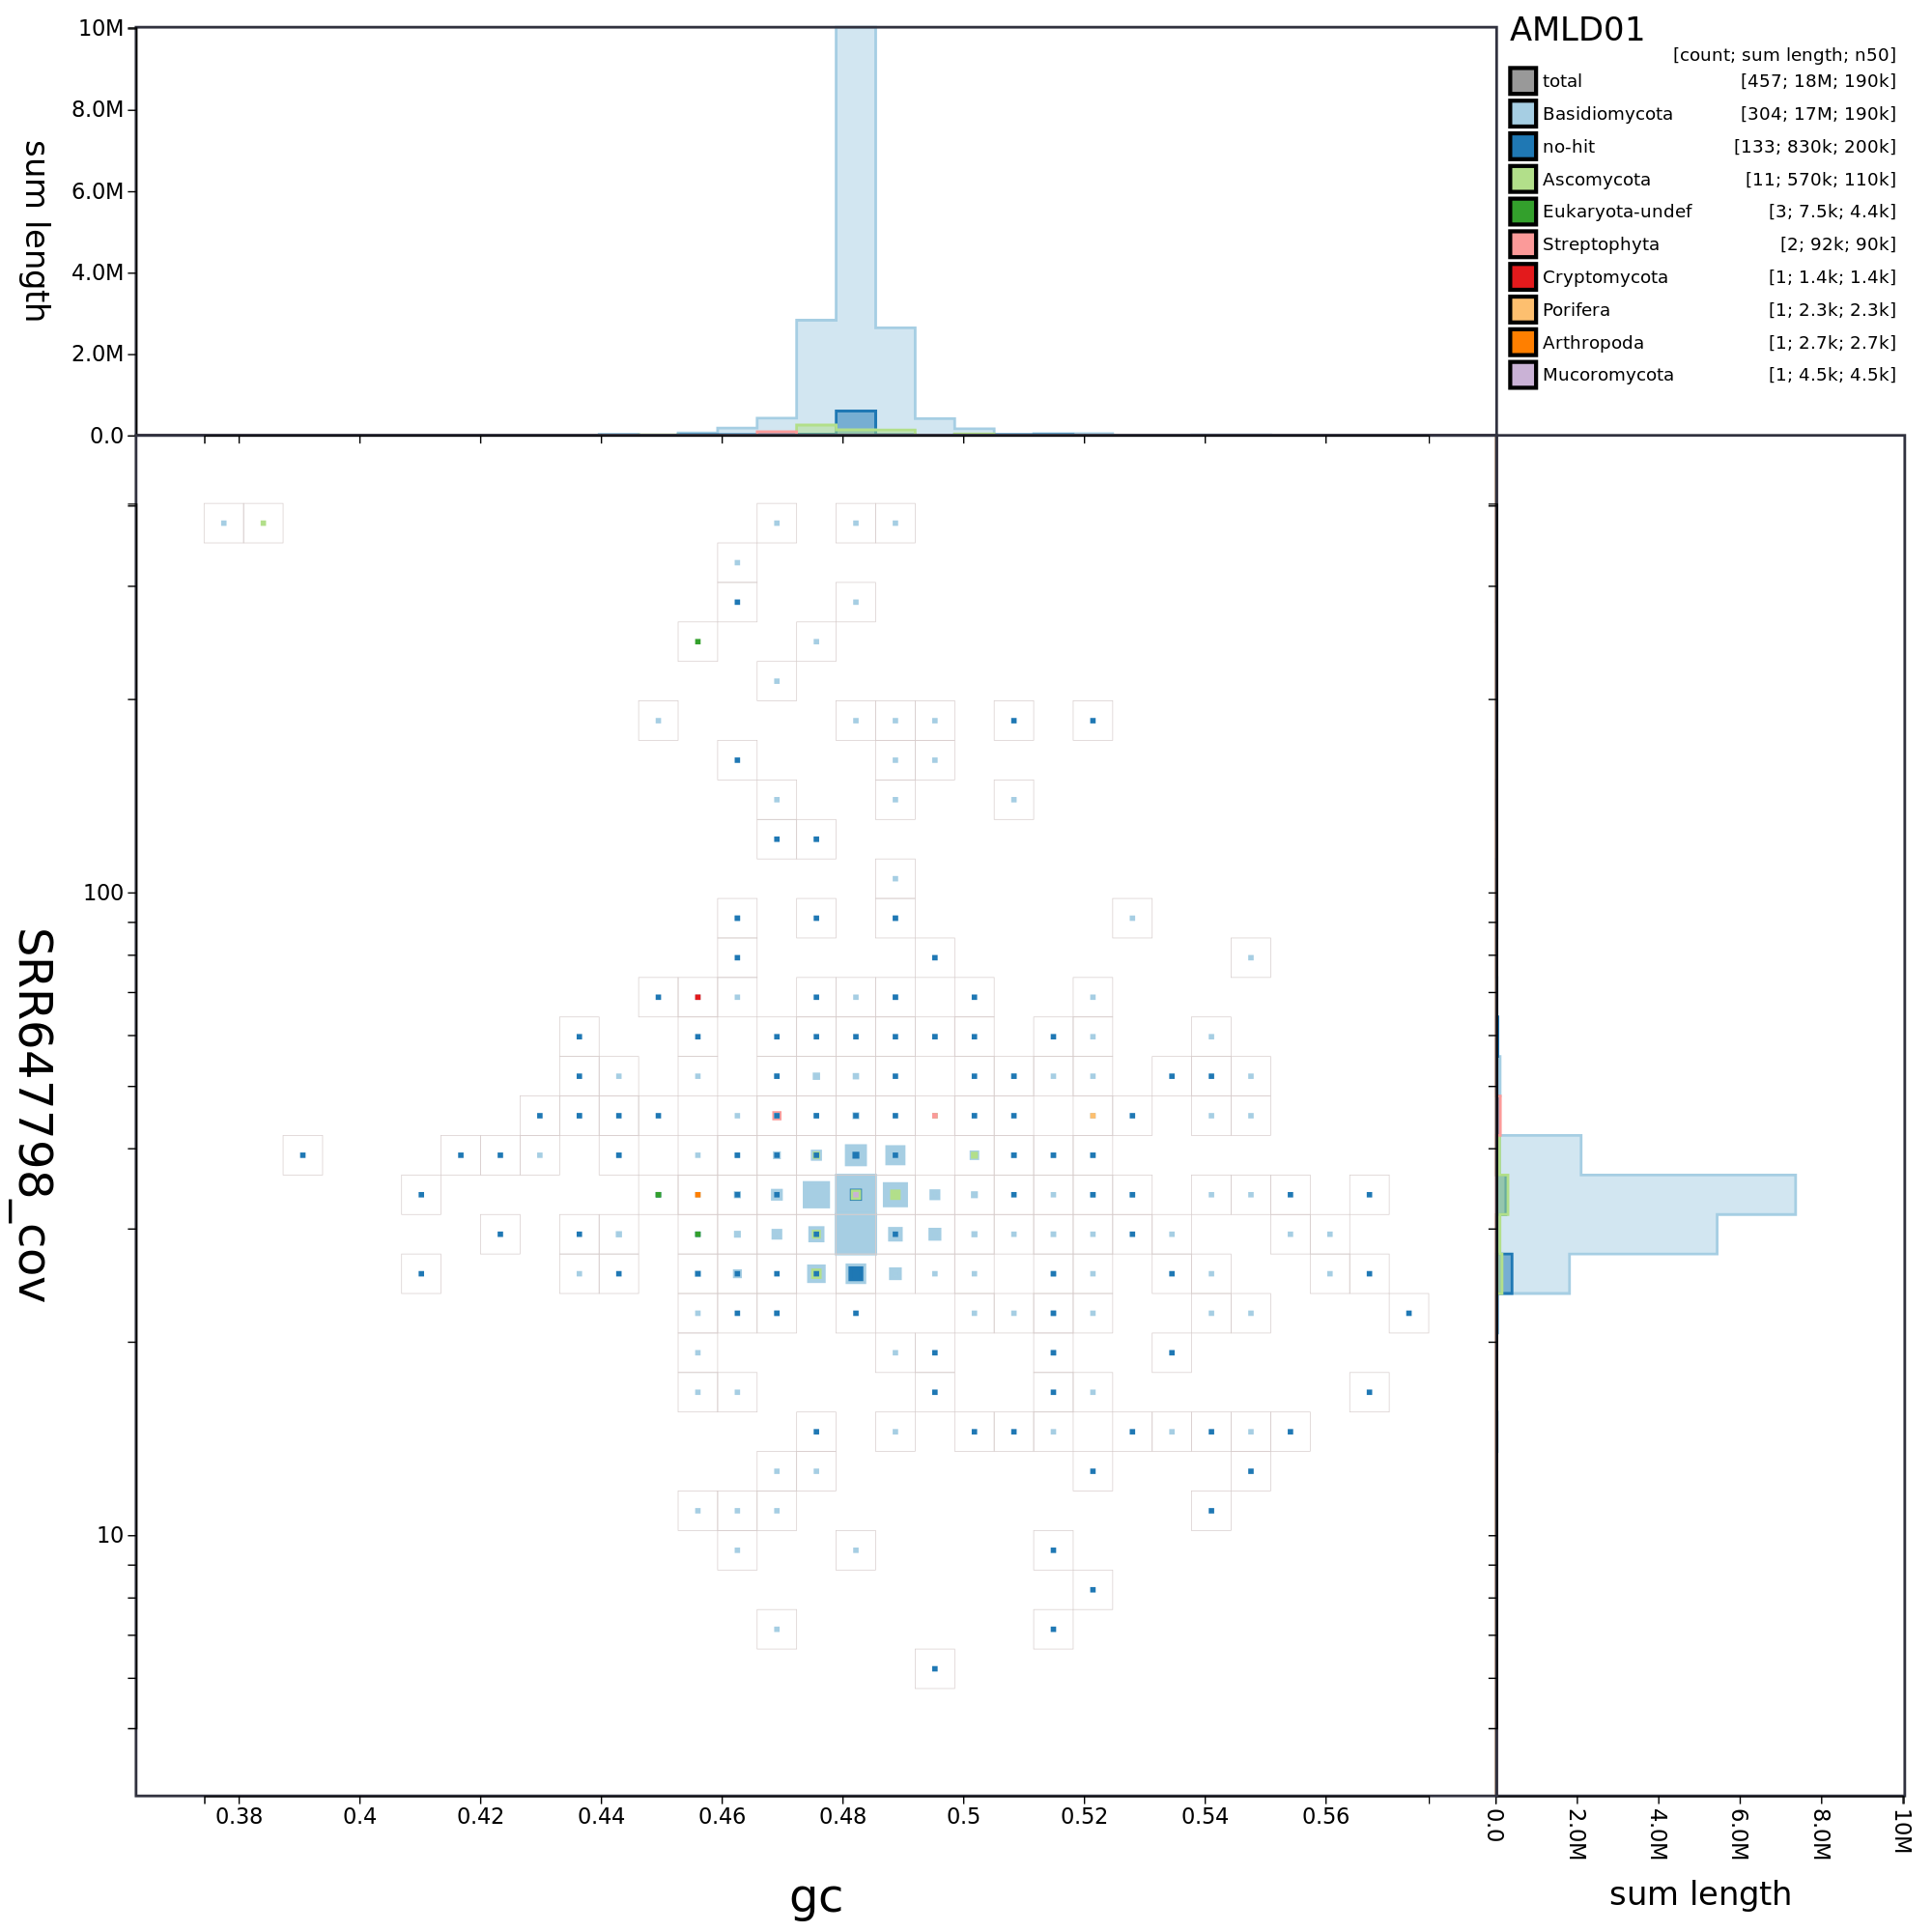 AMLD01
[count; sum length; n50]
total [457; 18M; 190k]
Basidiomycota [304; 17M; 190k]
no-hit [133; 830k; 200k]
Ascomycota [11; 570k; 110k]
Eukaryota-undef [3; 7.5k; 4.4k]
Streptophyta [2; 92k; 90k]
Cryptomycota [1; 1.4k; 1.4k]
Porifera [1; 2.3k; 2.3k]
Arthropoda [1; 2.7k; 2.7k]
Mucoromycota [1; 4.5k; 4.5k]
10M
8.0M
6.0M
4.0M
2.0M
0.0
sum length
100
10
SRR647798_cov
0.38 0.4 0.42 0.44 0.46 0.48 0.5 0.52 0.54 0.56
gc
0.0 2.0M 4.0M 6.0M 8.0M 10M
sum length